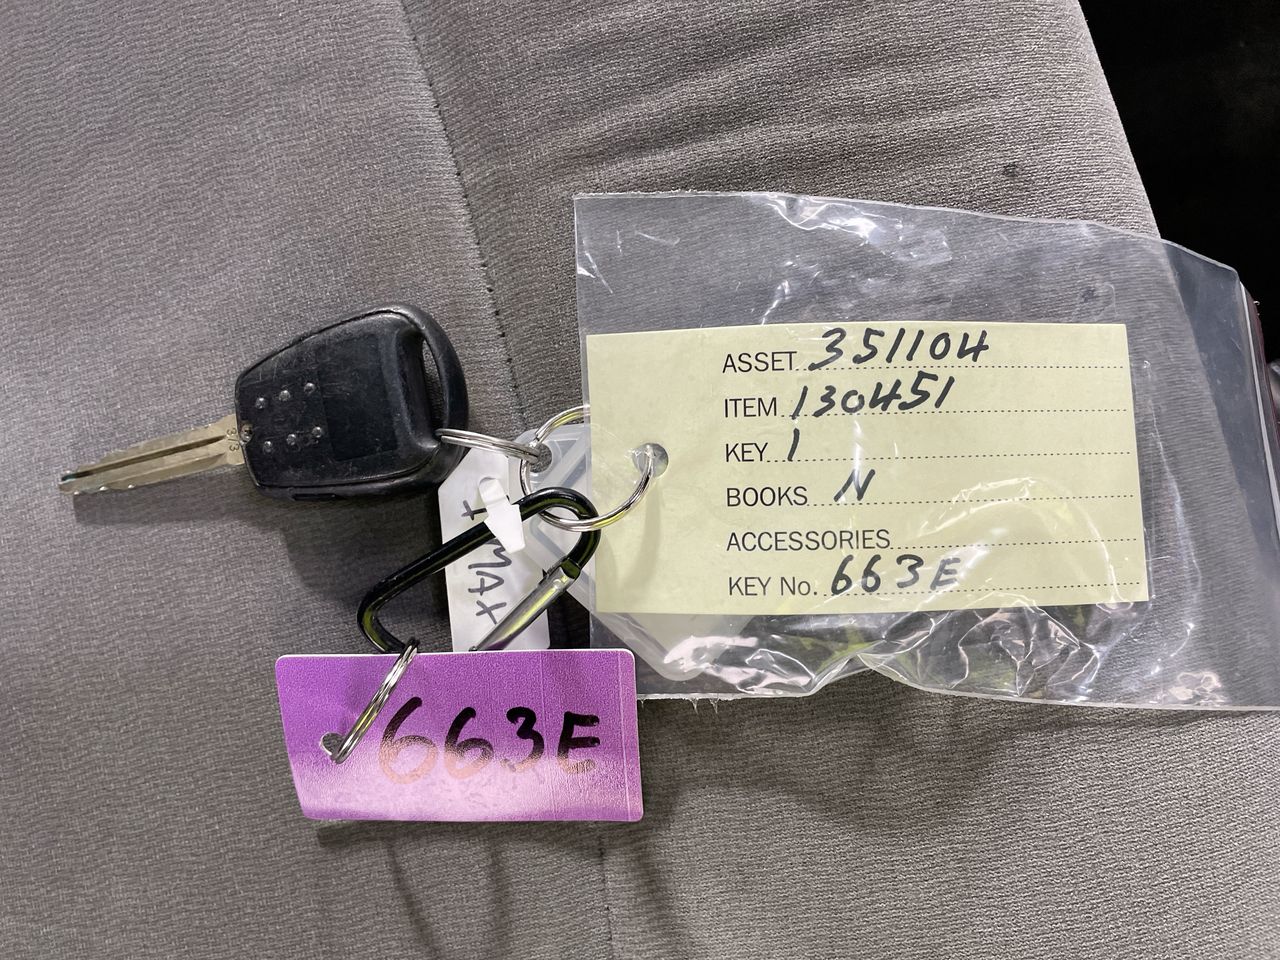 ASSET 351104
ITEM 130451
KEY 1
BOOKS N
ACCESSORIES
KEY No. 663E
MAX
663E